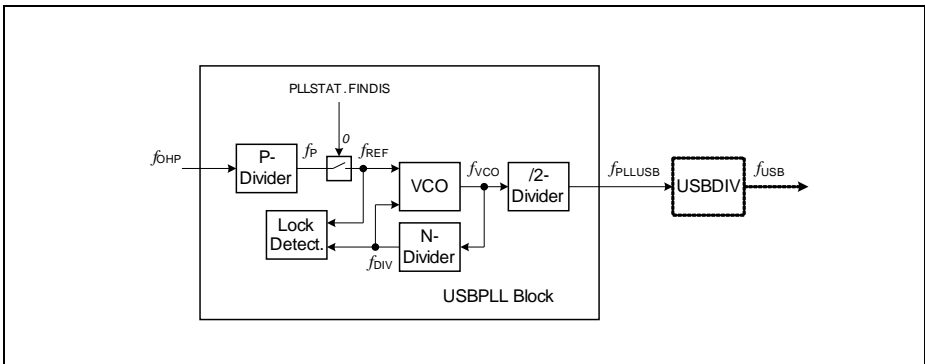 PLLSTAT.FINDIS
0
fOHP
P-
Divider
fP
fREF
VCO
fVCO
/2-
Divider
fPLLUSB
USBDIV
fUSB
Lock
Detect.
fDIV
N-
Divider
USBPLL Block